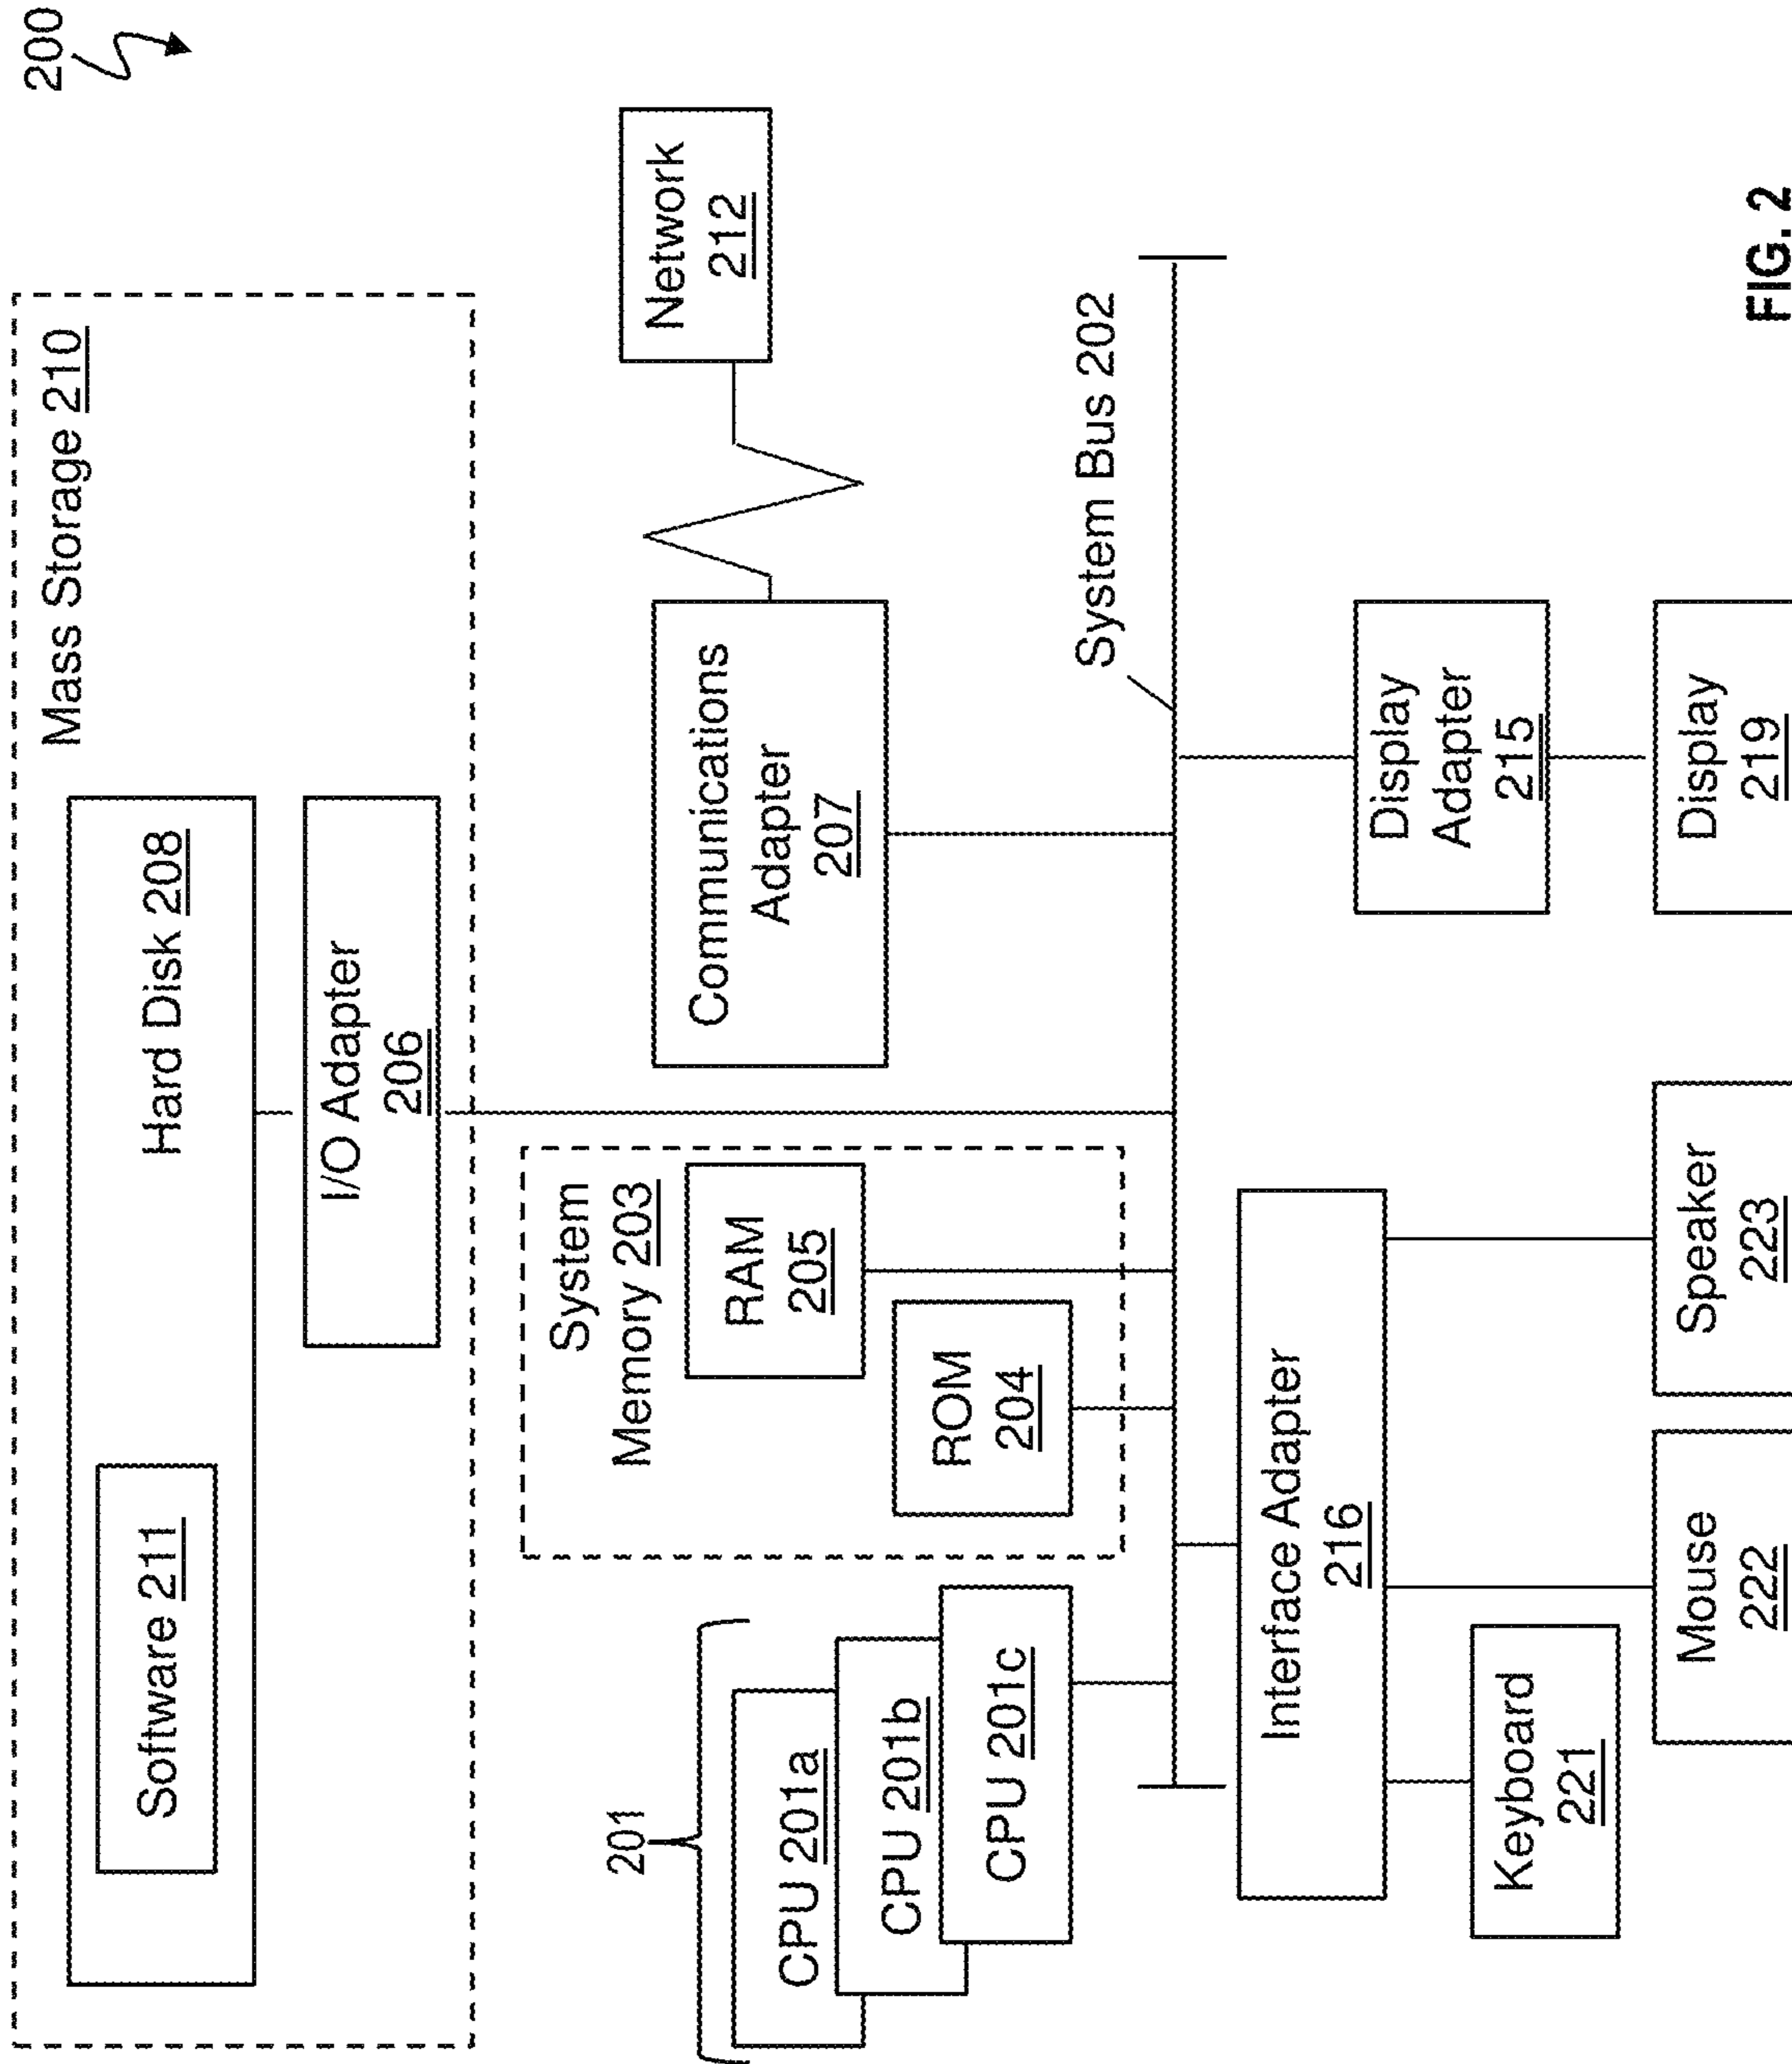 200
Mass Storage 210
Hard Disk 208
Software 211
I/O Adapter
206
201
CPU 201a
CPU 201b
CPU 201c
System
Memory 203
RAM
205
ROM
204
Communications
Adapter
207
Network
212
System Bus 202
Interface Adapter
216
Display
Adapter
215
Keyboard
221
Mouse
222
Speaker
223
Display
219
FIG. 2